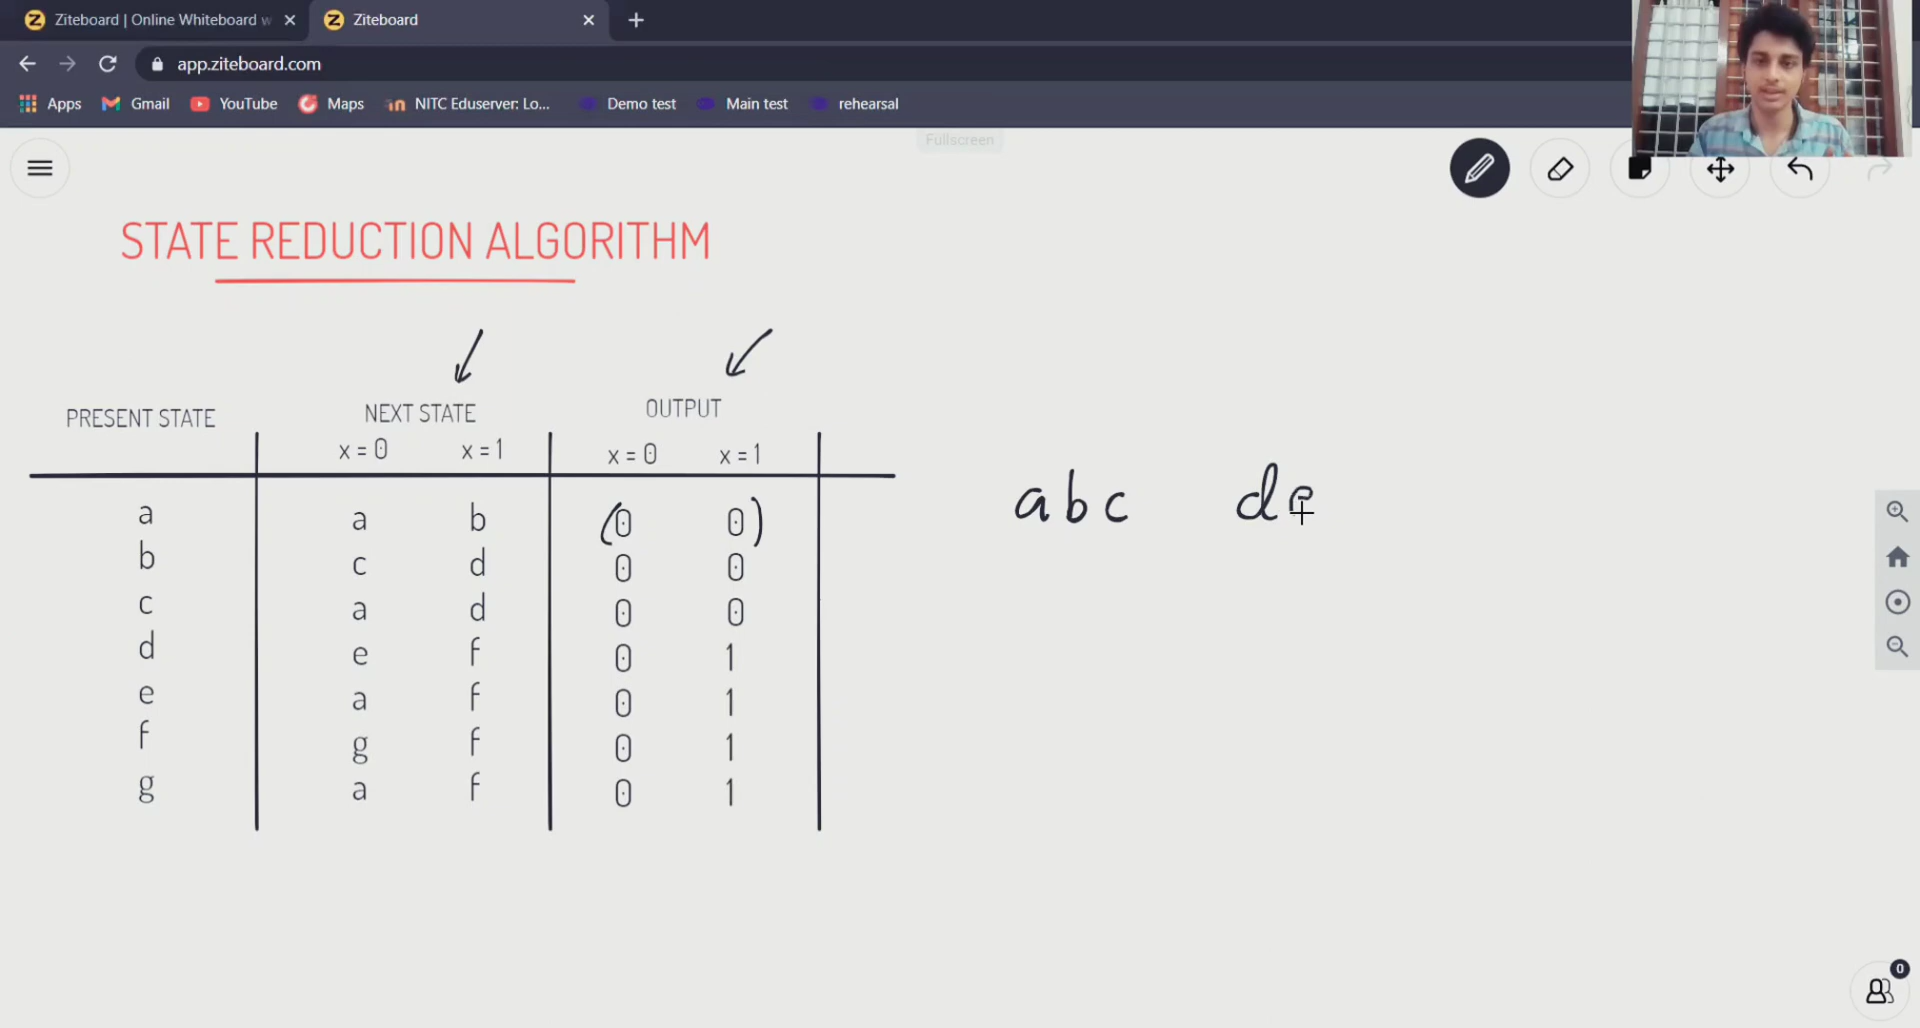 Ziteboard | Online Whiteboard w
Ziteboard
app.ziteboard.com
Apps Gmail YouTube Maps NITC Eduserver: Lo... Demo test Main test rehearsal
Fullscreen
STATE REDUCTION ALGORITHM
PRESENT STATE NEXT STATE OUTPUT
x = 0 x = 1 x = 0 x = 1
a a b (0 0)
b c d 0 0
c a d 0 0
d e f 0 1
e a f 0 1
f g f 0 1
g a f 0 1
abc de
0